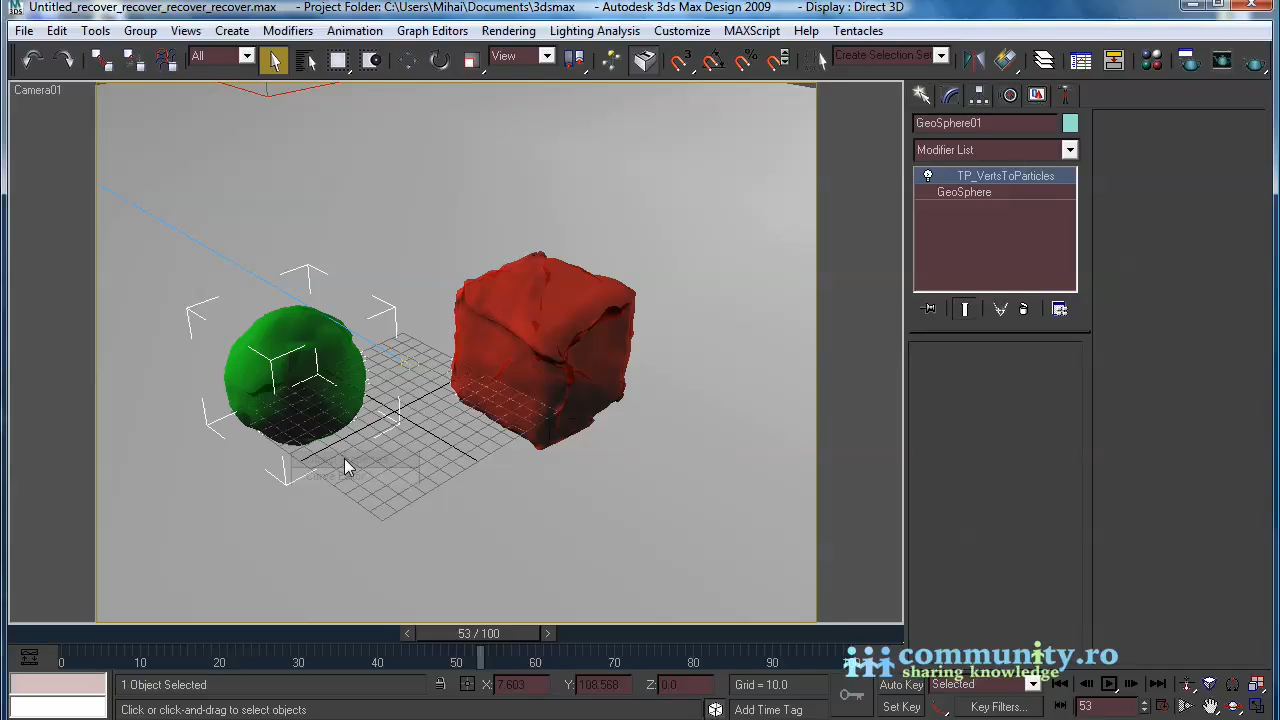 Untitled_recover_recover_recover_recover.max - Project Folder: C:\Users\Mihai\Documents\3dsmax - Autodesk 3ds Max Design 2009 - Display : Direct 3D
File Edit Tools Group Views Create Modifiers Animation Graph Editors Rendering Lighting Analysis Customize MAXScript Help Tentacles
All View Create Selection Set
Camera01
GeoSphere01
Modifier List
TP_VertsToParticles
GeoSphere
53 / 100
0 10 20 30 40 50 60 70 80 90
community.ro
sharing knowledge
1 Object Selected X: 7.603 Y: 108.568 Z: 0.0 Grid = 10.0 Auto Key Selected
Click or click-and-drag to select objects Add Time Tag Set Key Key Filters... 53